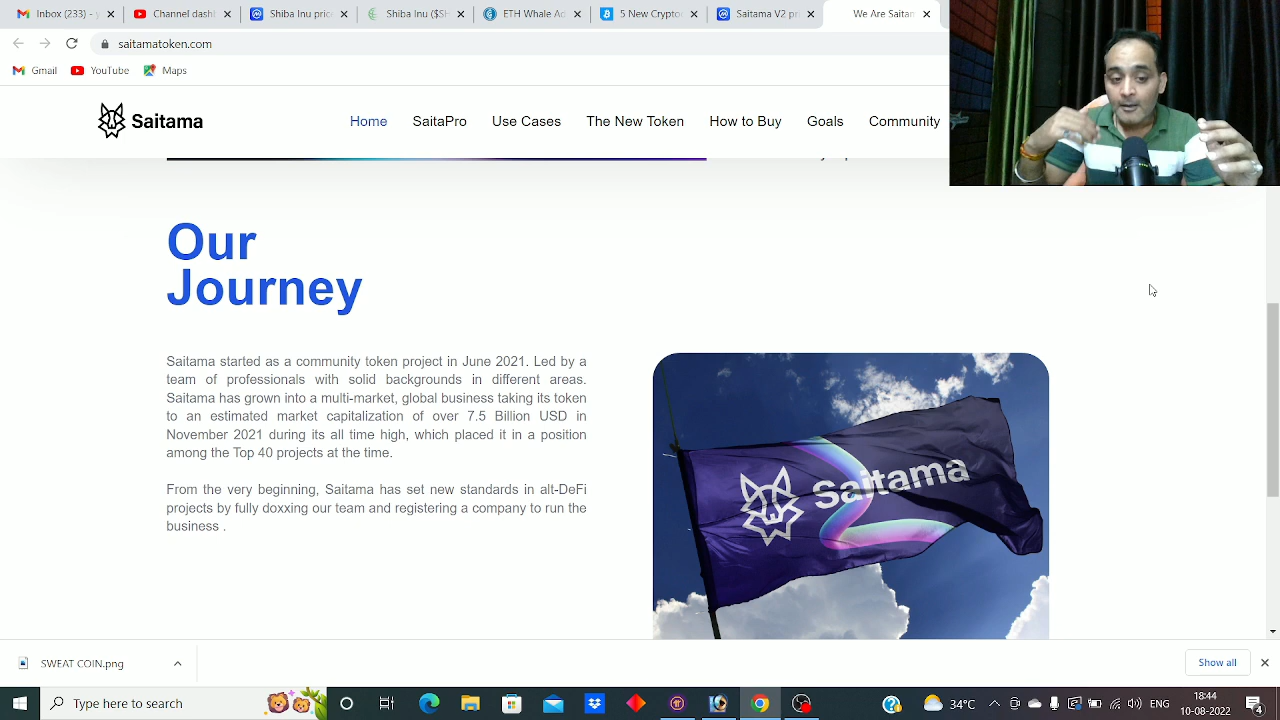 Inbox (233) -
Channel dashb
Shiba Inu price
Shiba Inu ($SH
ETH Whale Ad
5 New Cryptoc
Saitama V2 pr
We Are Saitam
saitamatoken.com
Gmail
YouTube
Maps
Saitama
Home
SaitaPro
Use Cases
The New Token
How to Buy
Goals
Community
Our
Journey
Saitama started as a community token project in June 2021. Led by a
team of professionals with solid backgrounds in different areas.
Saitama has grown into a multi-market, global business taking its token
to an estimated market capitalization of over 7.5 Billion USD in
November 2021 during its all time high, which placed it in a position
among the Top 40 projects at the time.
From the very beginning, Saitama has set new standards in alt-DeFi
projects by fully doxxing our team and registering a company to run the
business .
Saitama
SWEAT COIN.png
Show all
Type here to search
34°C
ENG
18:44
10-08-2022
4